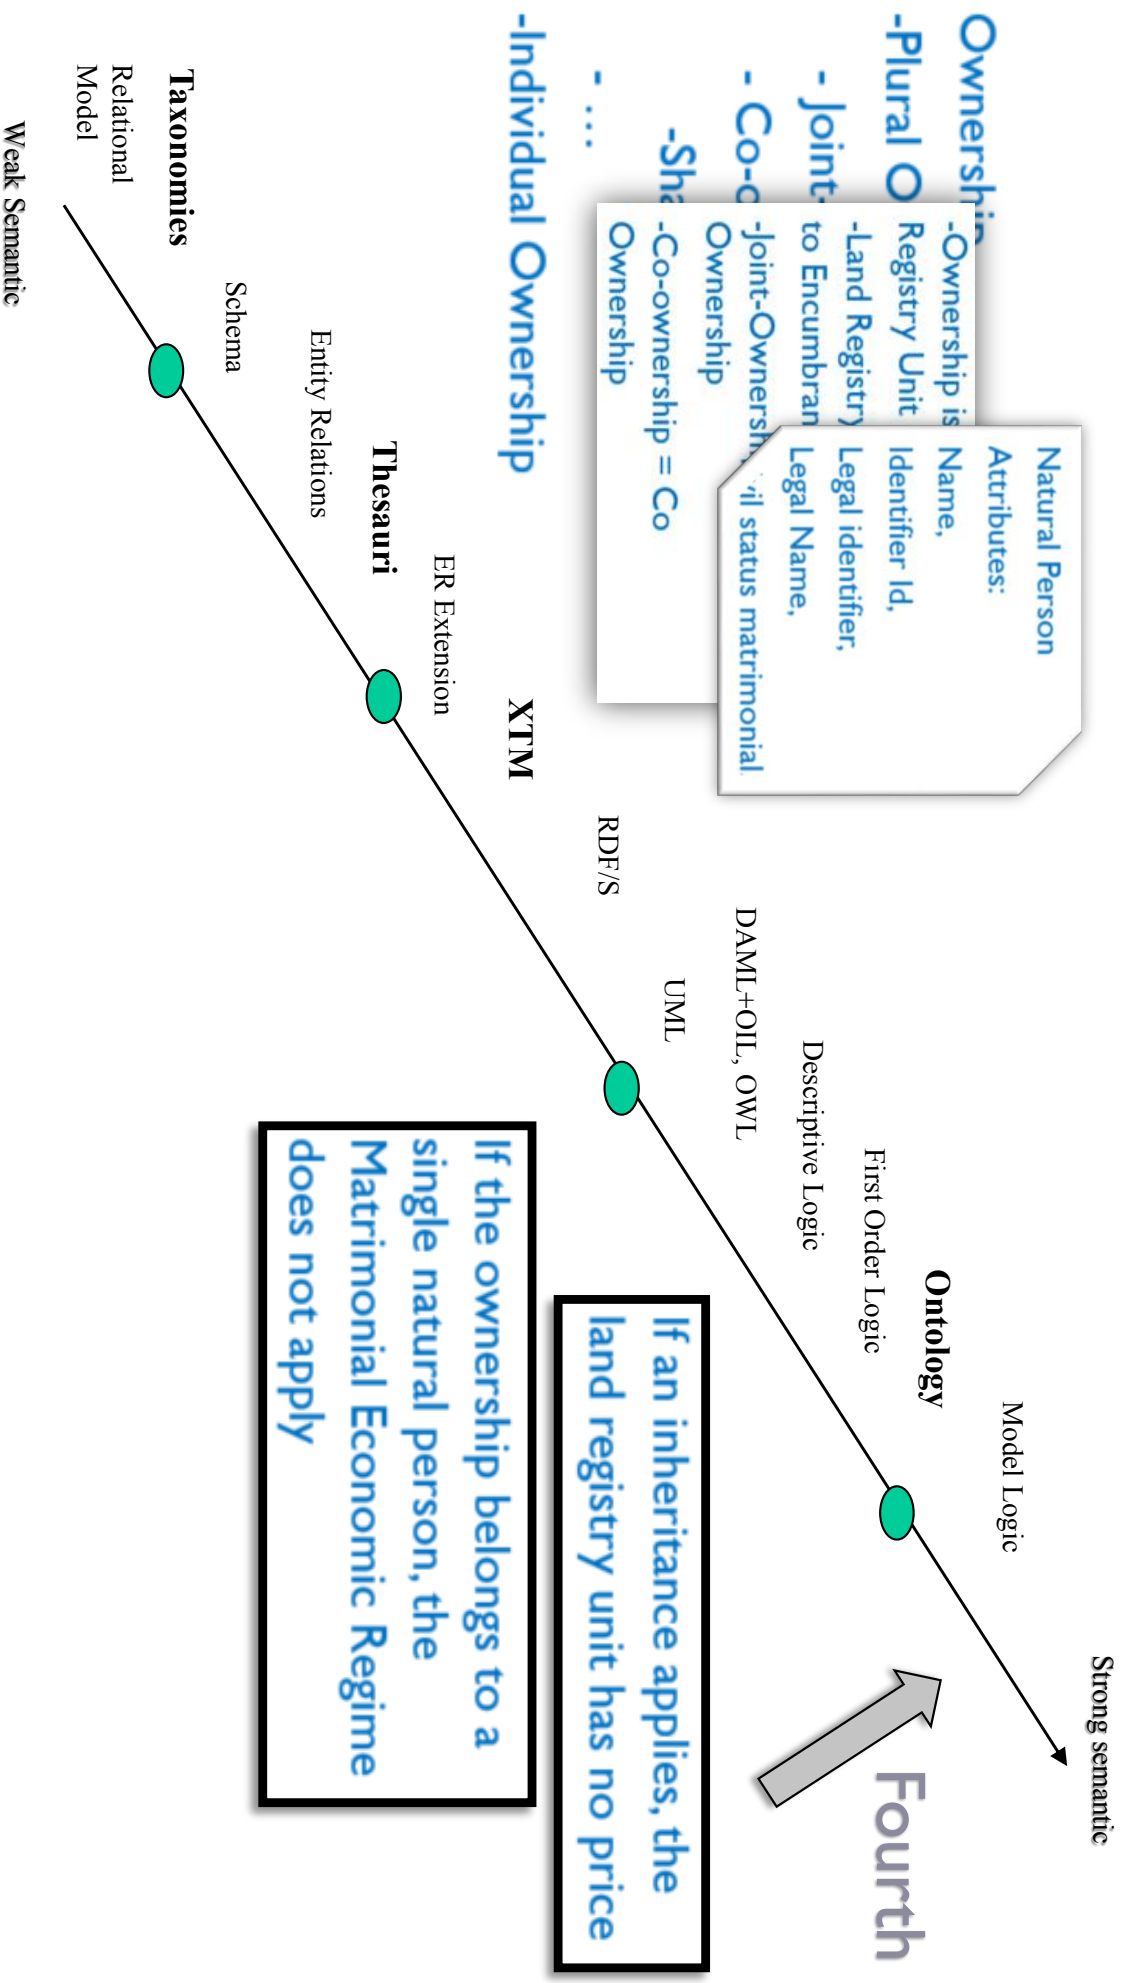 Ownership
-Plural O
- Joint-
- Co-o
-Sha
- ...
-Individual Ownership
-Ownership is
Registry Unit
-Land Registry
to Encumbran
-Joint-Ownersh
Ownership
-Co-ownership = Co
Ownership
Natural Person
Attributes:
Name,
Identifier Id,
Legal identifier,
Legal Name,
vil status matrimonial
Strong semantic
Fourth
Model Logic
Ontology
First Order Logic
Descriptive Logic
DAML+OIL, OWL
UML
RDF/S
XTM
ER Extension
Thesauri
Entity Relations
Schema
Taxonomies
Relational
Model
Weak Semantic
If an inheritance applies, the
land registry unit has no price
If the ownership belongs to a
single natural person, the
Matrimonial Economic Regime
does not apply